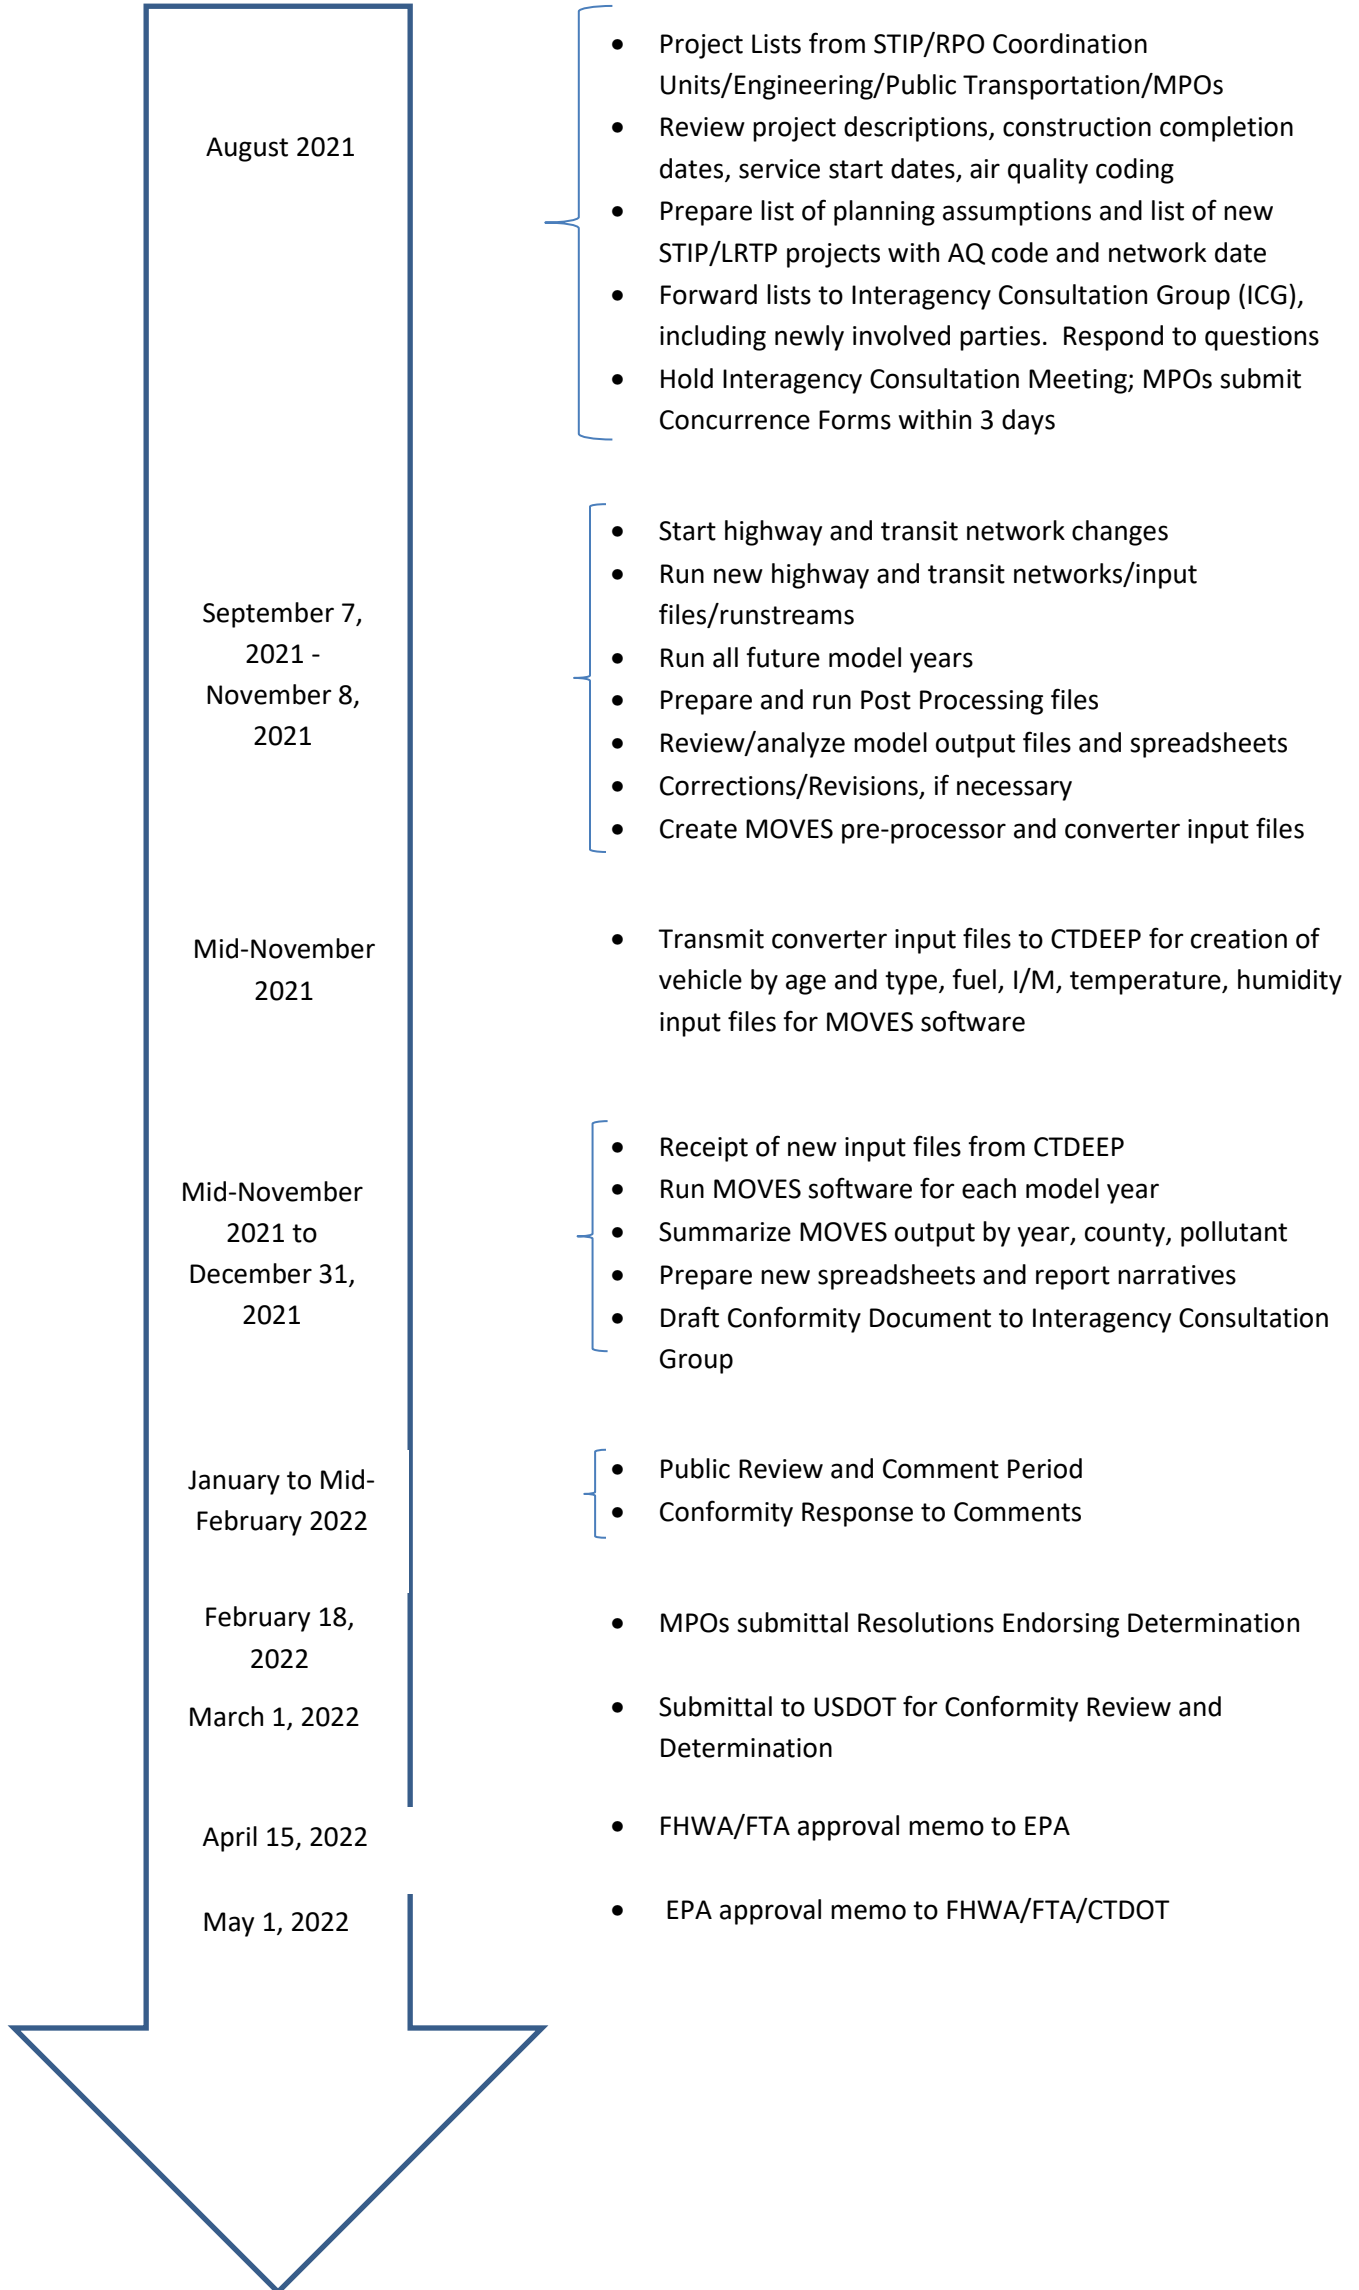 August 2021
• Project Lists from STIP/RPO Coordination
Units/Engineering/Public Transportation/MPOs
• Review project descriptions, construction completion
dates, service start dates, air quality coding
• Prepare list of planning assumptions and list of new
STIP/LRTP projects with AQ code and network date
• Forward lists to Interagency Consultation Group (ICG),
including newly involved parties.  Respond to questions
• Hold Interagency Consultation Meeting; MPOs submit
Concurrence Forms within 3 days
September 7,
2021 -
November 8,
2021
• Start highway and transit network changes
• Run new highway and transit networks/input
files/runstreams
• Run all future model years
• Prepare and run Post Processing files
• Review/analyze model output files and spreadsheets
• Corrections/Revisions, if necessary
• Create MOVES pre-processor and converter input files
Mid-November
2021
• Transmit converter input files to CTDEEP for creation of
vehicle by age and type, fuel, I/M, temperature, humidity
input files for MOVES software
Mid-November
2021 to
December 31,
2021
• Receipt of new input files from CTDEEP
• Run MOVES software for each model year
• Summarize MOVES output by year, county, pollutant
• Prepare new spreadsheets and report narratives
• Draft Conformity Document to Interagency Consultation
Group
January to Mid-
February 2022
• Public Review and Comment Period
• Conformity Response to Comments
February 18,
2022
• MPOs submittal Resolutions Endorsing Determination
March 1, 2022
• Submittal to USDOT for Conformity Review and
Determination
April 15, 2022
• FHWA/FTA approval memo to EPA
May 1, 2022
• EPA approval memo to FHWA/FTA/CTDOT